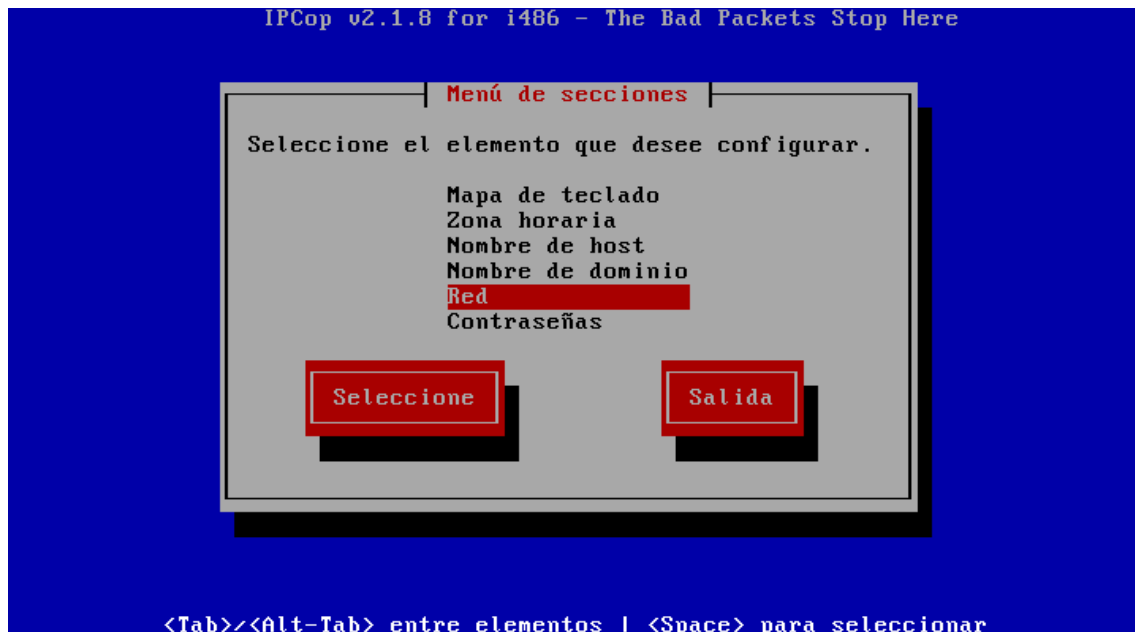 IPCop v2.1.8 for i486 - The Bad Packets Stop Here
Menú de secciones
Seleccione el elemento que desee configurar.
Mapa de teclado
Zona horaria
Nombre de host
Nombre de dominio
Red
Contraseñas
Seleccione Salida
<Tab>/<Alt-Tab> entre elementos | <Space> para seleccionar